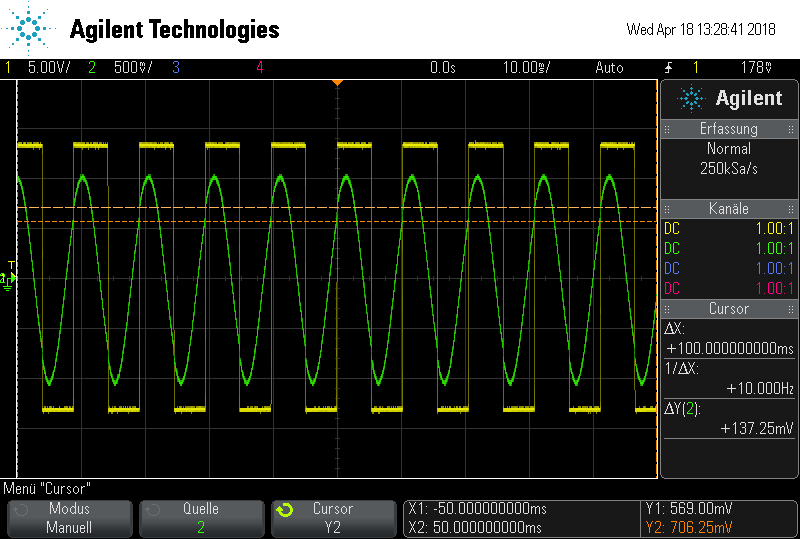 Agilent Technologies
Wed Apr 18 13:28:41 2018
1 5.00V/ 2 500mV/ 3 4 0.0s 10.00ms/ Auto 1 178mV
Agilent
Erfassung
Normal
250kSa/s
Kanäle
DC 1.00:1
DC 1.00:1
DC 1.00:1
DC 1.00:1
Cursor
ΔX:
+100.000000000ms
1/ΔX:
+10.000Hz
ΔY(2):
+137.25mV
T
2
Menü "Cursor"
Modus
Manuell
Quelle
2
Cursor
Y2
X1: -50.000000000ms
X2: 50.000000000ms
Y1: 569.00mV
Y2: 706.25mV